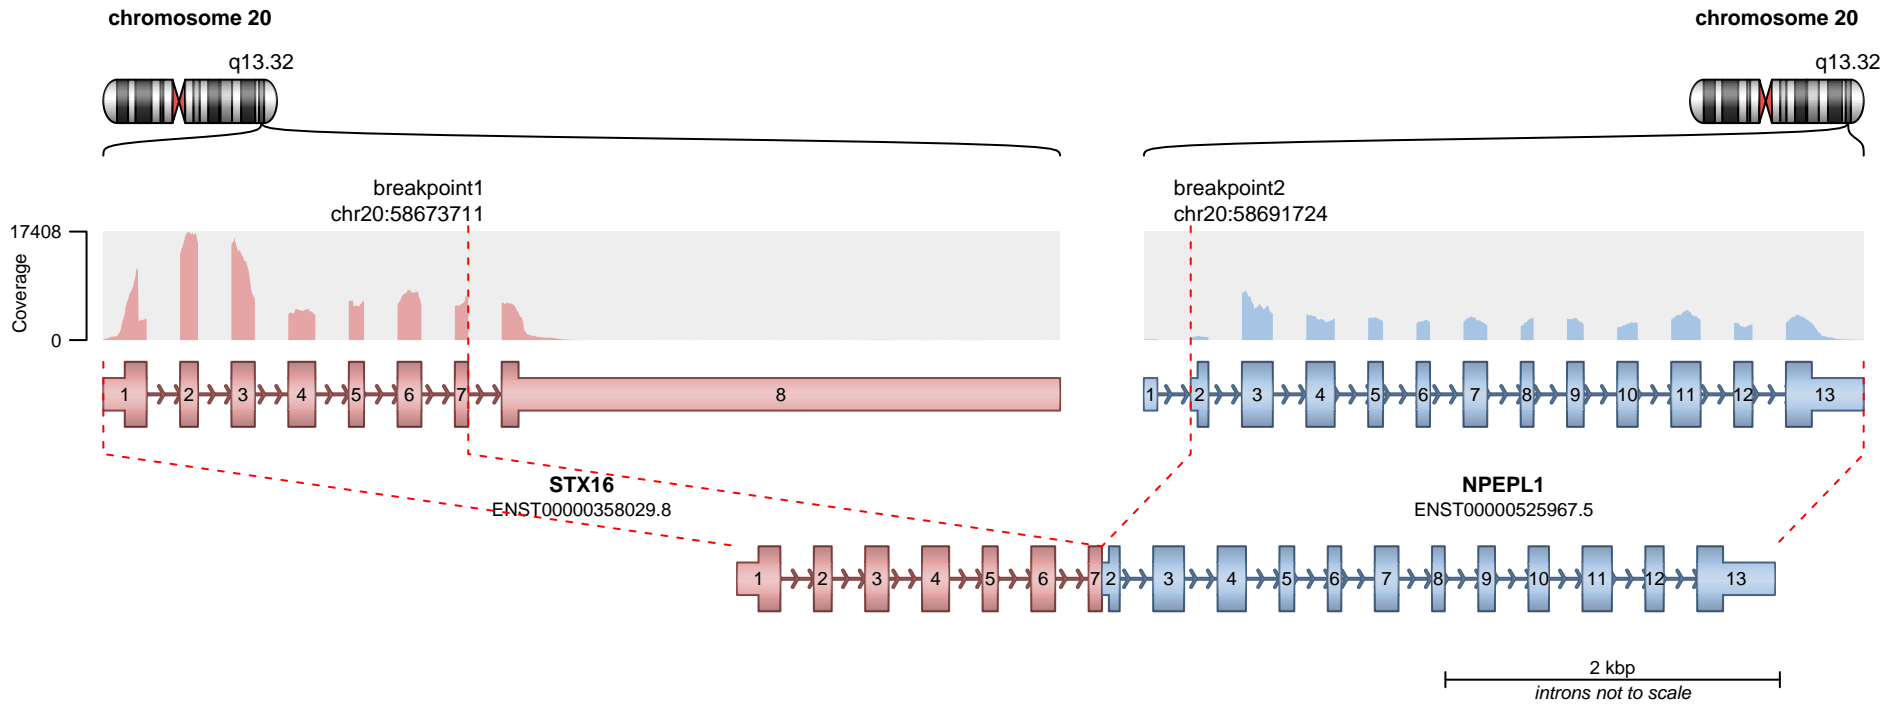 chromosome 20
chromosome 20
q13.32
q13.32
breakpoint1
chr20:58673711
breakpoint2
chr20:58691724
17408
Coverage
0
1 2 3 4 5 6 7 8
1 2 3 4 5 6 7 8 9 10 11 12 13
STX16
ENST00000358029.8
NPEPL1
ENST00000525967.5
1 2 3 4 5 6 7 2 3 4 5 6 7 8 9 10 11 12 13
2 kbp
introns not to scale